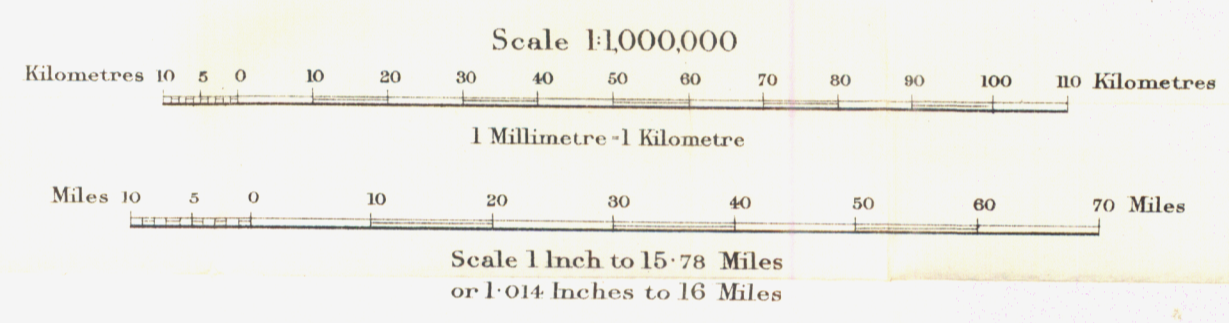 Scale 1:1,000,000
Kilometres 10 5 0 10 20 30 40 50 60 70 80 90 100 110 Kilometres
1 Millimetre-1 Kilometre
Miles 10 5 0 10 20 30 40 50 60 70 Miles
Scale 1 Inch to 15·78 Miles
or 1·014 Inches to 16 Miles